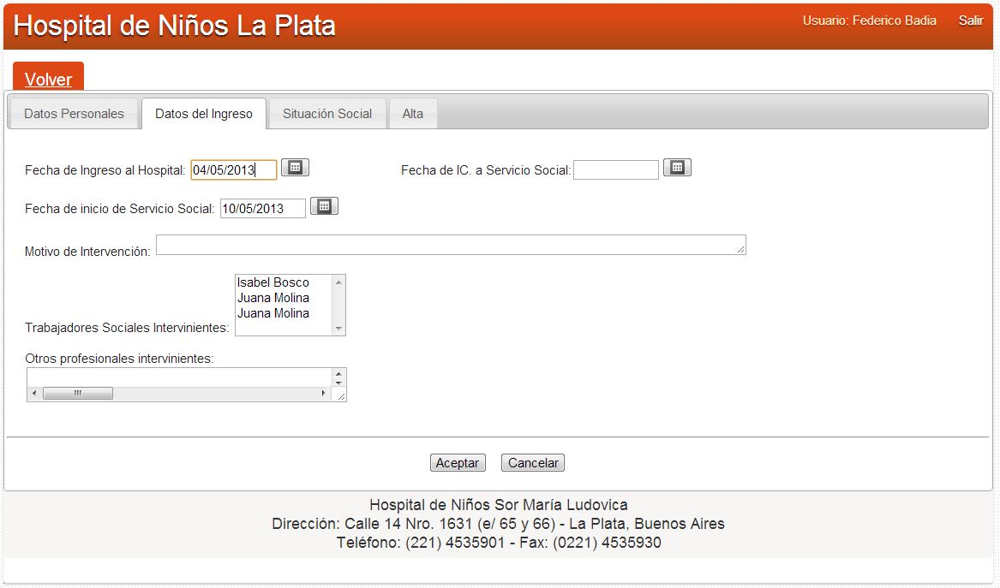 Hospital de Niños La Plata
Usuario: Federico Badia Salir
Volver
Datos Personales Datos del Ingreso Situación Social Alta
Fecha de Ingreso al Hospital: 04/05/2013 Fecha de IC. a Servicio Social:
Fecha de inicio de Servicio Social: 10/05/2013
Motivo de Intervención:
Isabel Bosco
Juana Molina
Juana Molina
Trabajadores Sociales Intervinientes:
Otros profesionales intervinientes:
Aceptar Cancelar
Hospital de Niños Sor María Ludovica
Dirección: Calle 14 Nro. 1631 (e/ 65 y 66) - La Plata, Buenos Aires
Teléfono: (221) 4535901 - Fax: (0221) 4535930